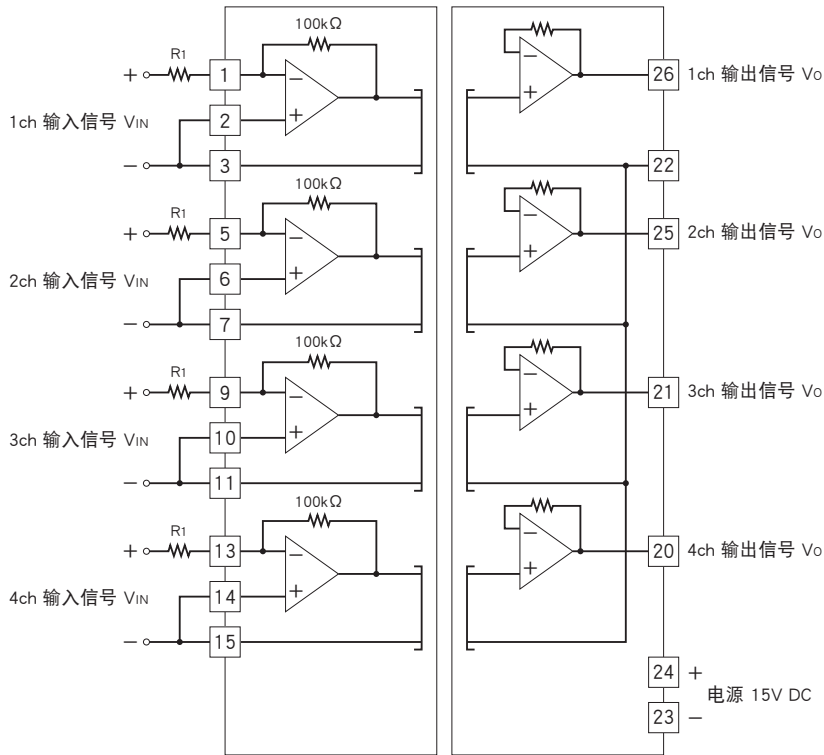 100kΩ
R1
+
1
−
+
2
1ch 输入信号 VIN
−
3
−
+
26 1ch 输出信号 Vo
22
100kΩ
R1
+
5
−
+
6
2ch 输入信号 VIN
−
7
−
+
25 2ch 输出信号 Vo
100kΩ
R1
+
9
−
+
10
3ch 输入信号 VIN
−
11
−
+
21 3ch 输出信号 Vo
100kΩ
R1
+
13
−
+
14
4ch 输入信号 VIN
−
15
−
+
20 4ch 输出信号 Vo
24 +
电源 15V DC
23 −